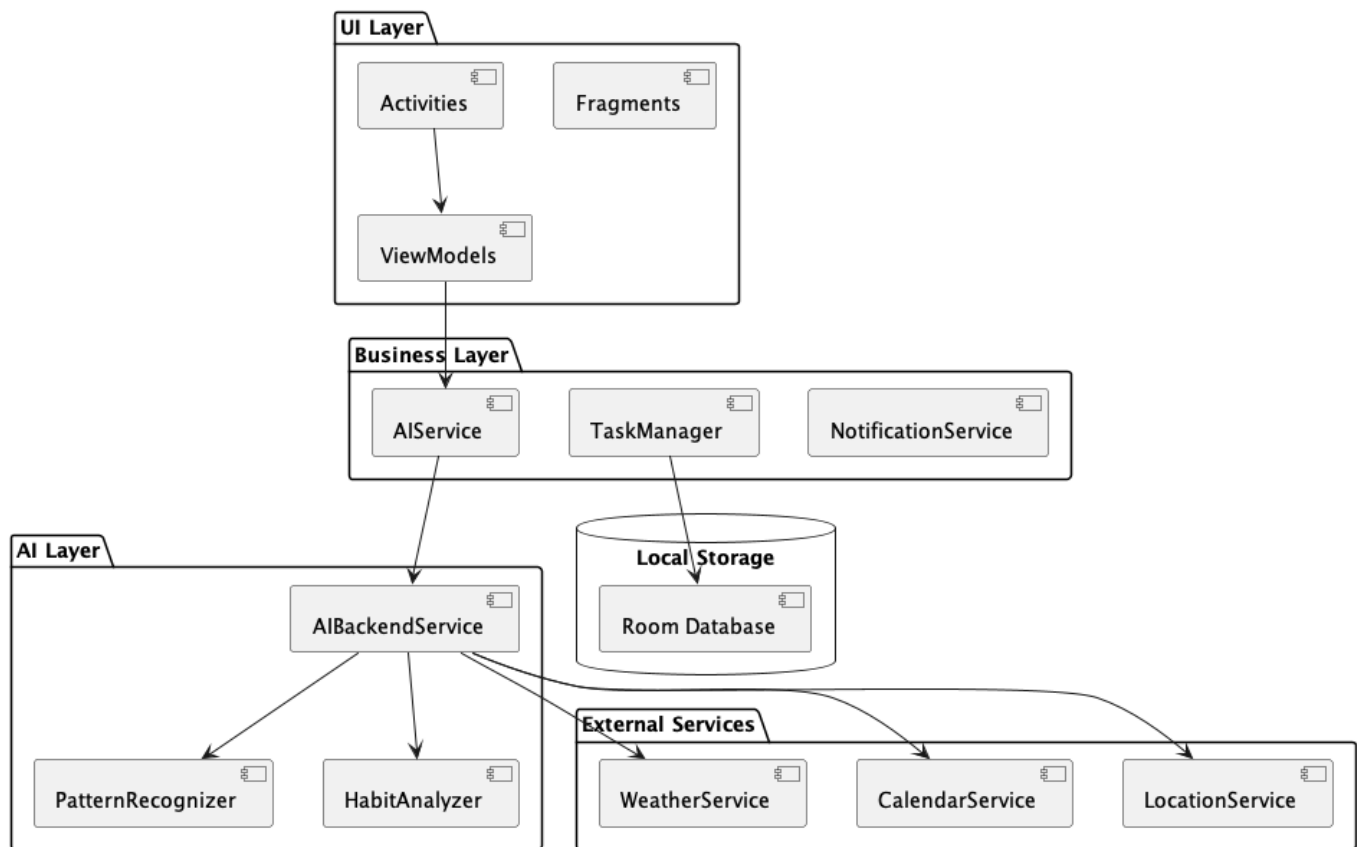 UI Layer
Activities
Fragments
ViewModels
Business Layer
AIService
TaskManager
NotificationService
AI Layer
Local Storage
AIBackendService
Room Database
External Services
PatternRecognizer
HabitAnalyzer
WeatherService
CalendarService
LocationService